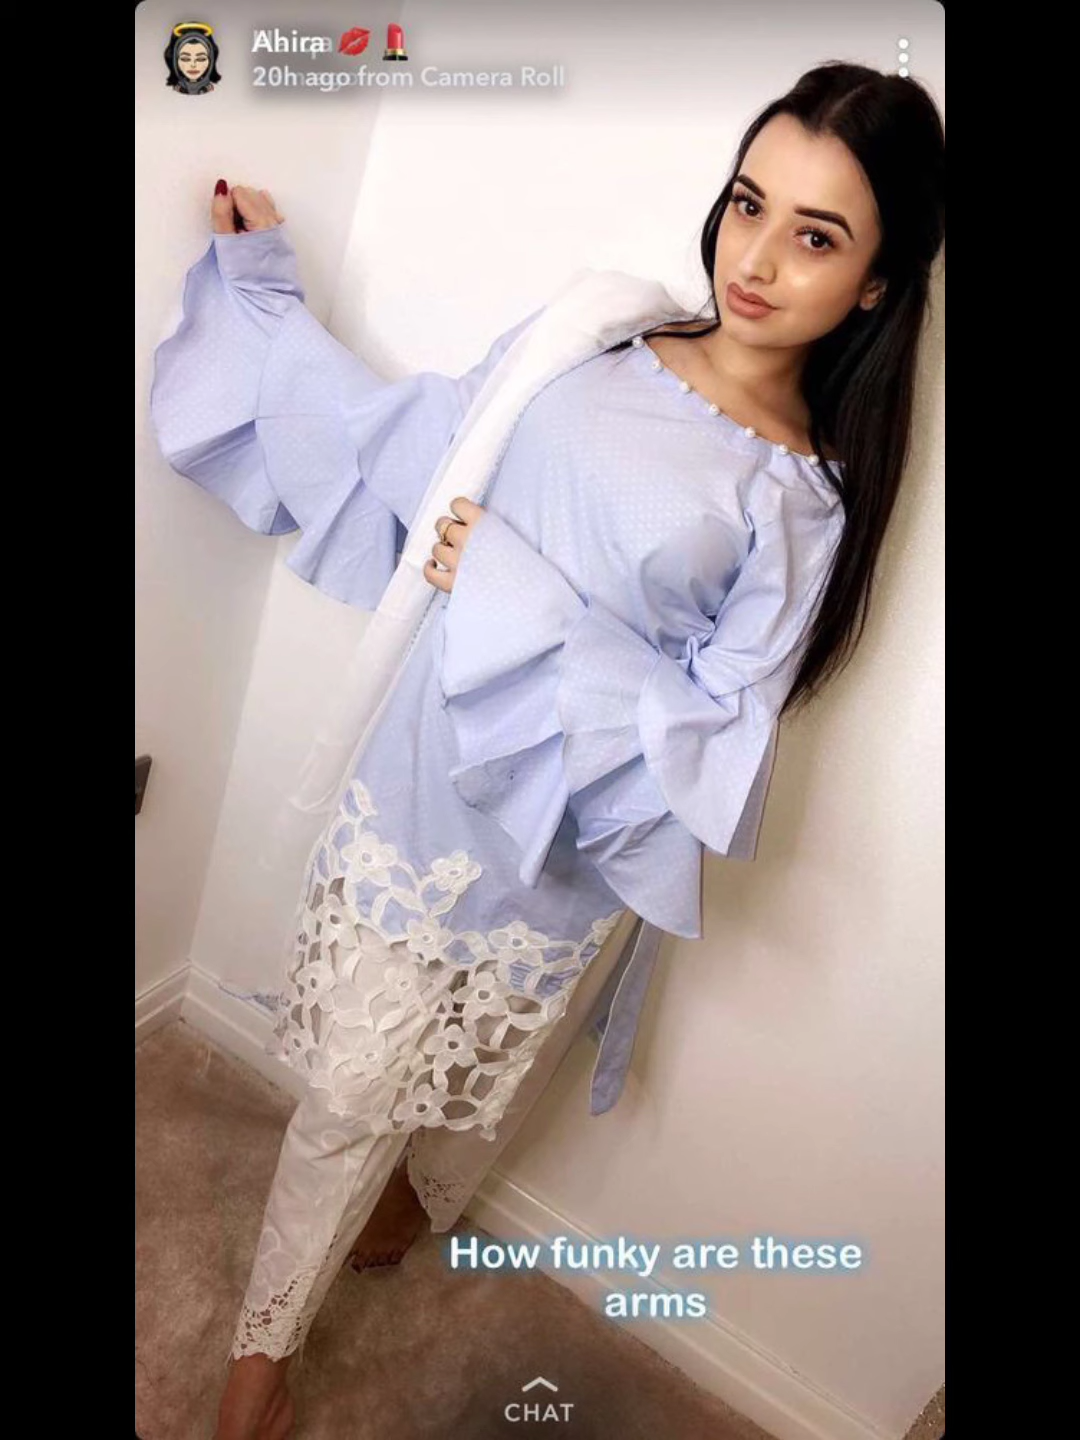 Ahira 💋💄
20h ago from Camera Roll
How funky are these
arms
CHAT